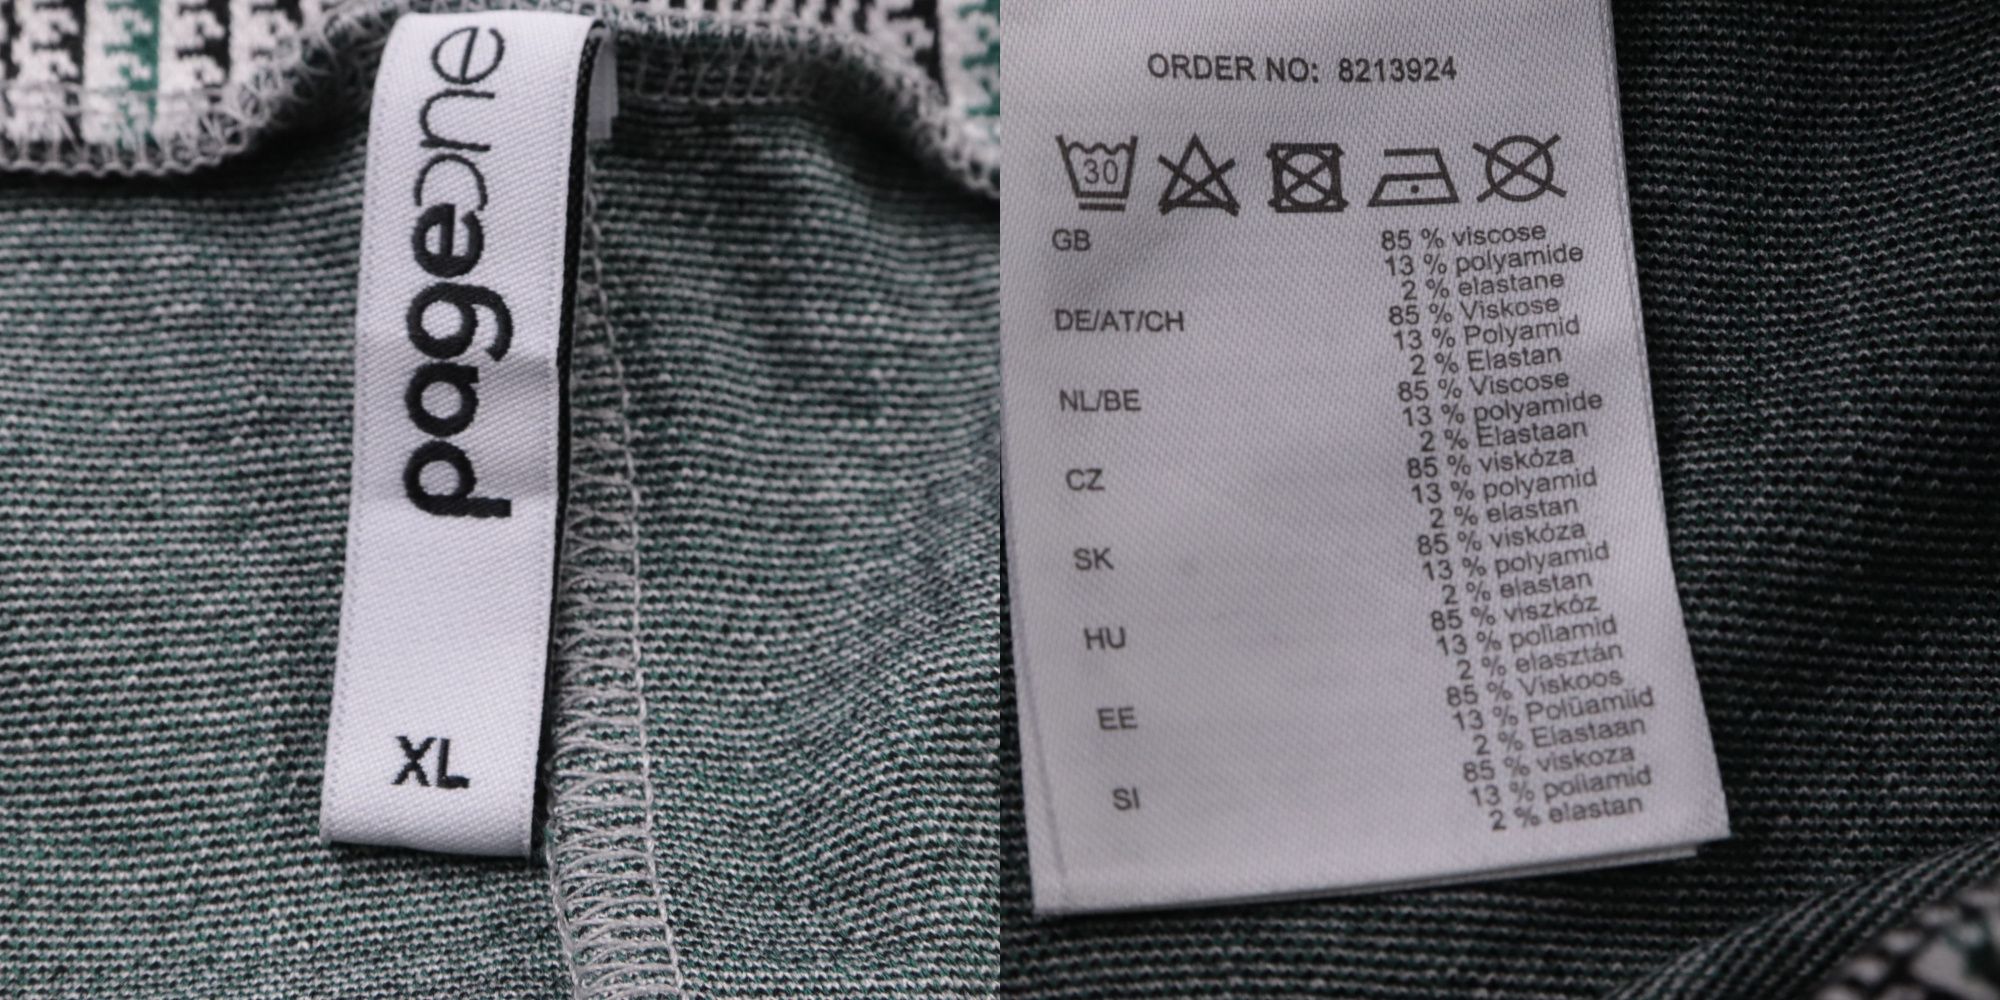 pageone
XL
ORDER NO: 8213924
30
GB
85 % viscose
13 % polyamide
2 % elastane
DE/AT/CH
85 % Viskose
13 % Polyamid
2 % Elastan
NL/BE
85 % Viscose
13 % polyamide
2 % Elastaan
CZ
85 % viskóza
13 % polyamid
2 % elastan
SK
85 % viskóza
13 % polyamid
2 % elastan
HU
85 % viszkóz
13 % poliamid
2 % elasztán
EE
85 % Viskoos
13 % Polüamiid
2 % Elastaan
SI
85 % viskoza
13 % poliamid
2 % elastan